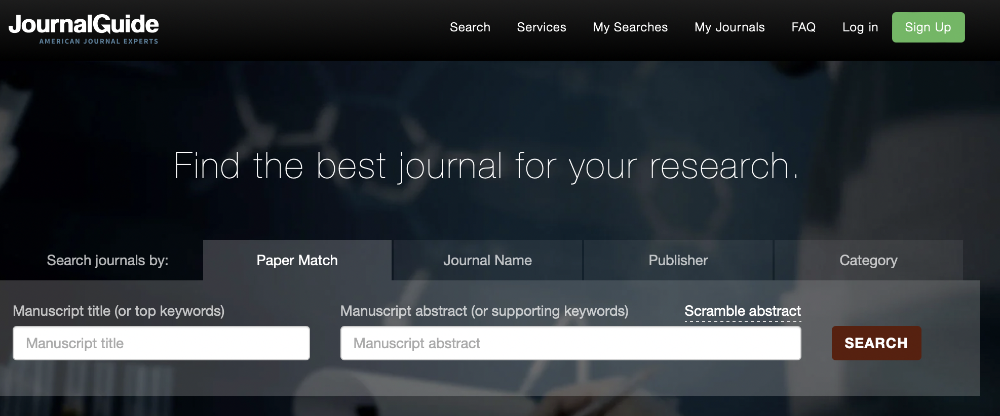 JournalGuide
AMERICAN JOURNAL EXPERTS
Search Services My Searches My Journals FAQ Log in Sign Up
Find the best journal for your research.
Search journals by: Paper Match Journal Name Publisher Category
Manuscript title (or top keywords) Manuscript abstract (or supporting keywords) Scramble abstract
Manuscript title Manuscript abstract SEARCH